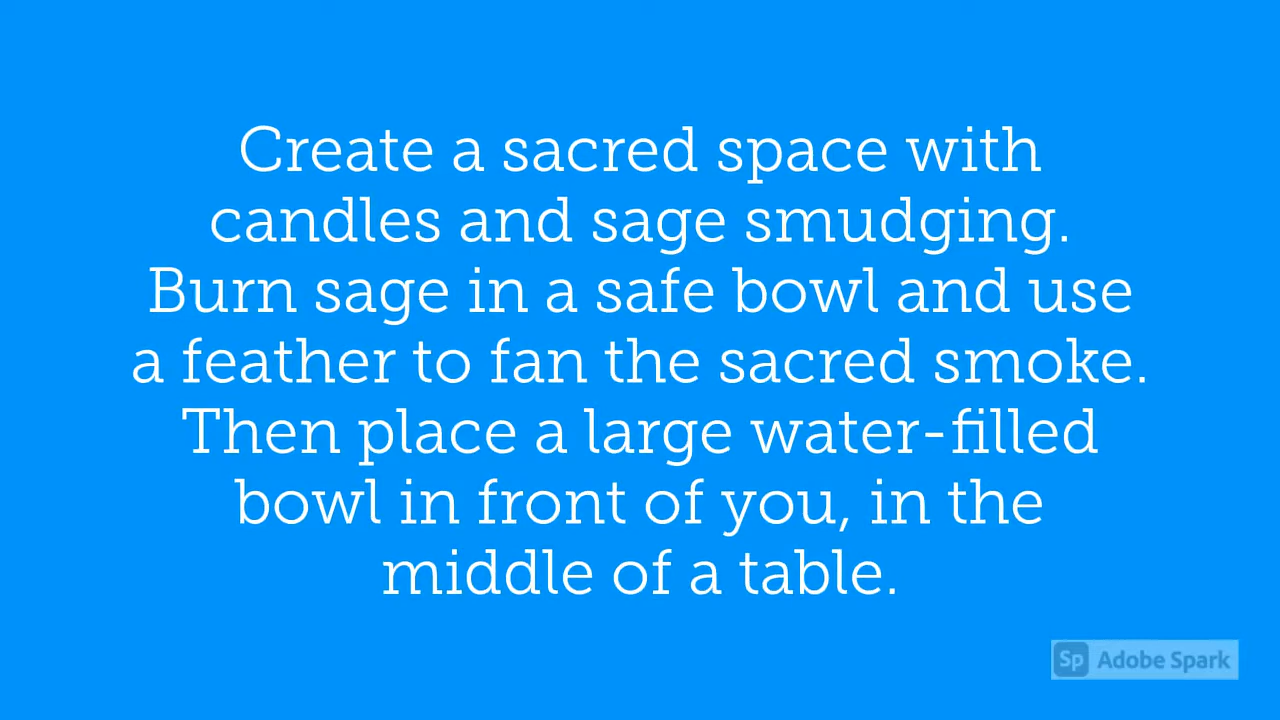 Create a sacred space with
candles and sage smudging.
Burn sage in a safe bowl and use
a feather to fan the sacred smoke.
Then place a large water-filled
bowl in front of you, in the
middle of a table.
Sp Adobe Spark